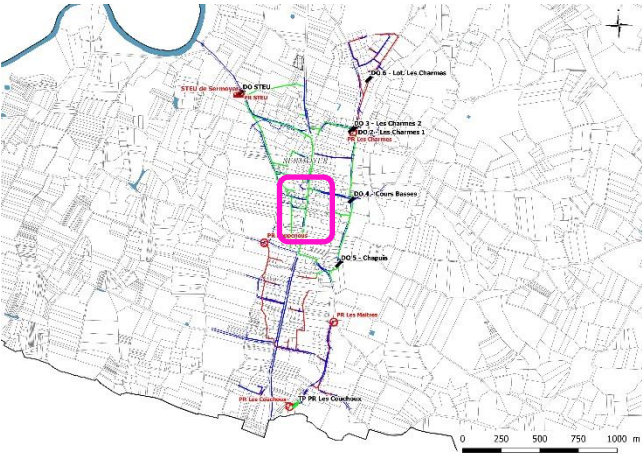 DO 6 - Lot. Les Charmes
STEU de Sermoyer
DO STEU
PR STEU
DO 3 - Les Charmes 2
DO 2 - Les Charmes 1
PR Les Charmes
SERMOYER
DO 4 - Cours Basses
DO 5 - Chapuis
PR Les Maitres
PR Les Couchoux
TP PR Les Couchoux
0 250 500 750 1000 m